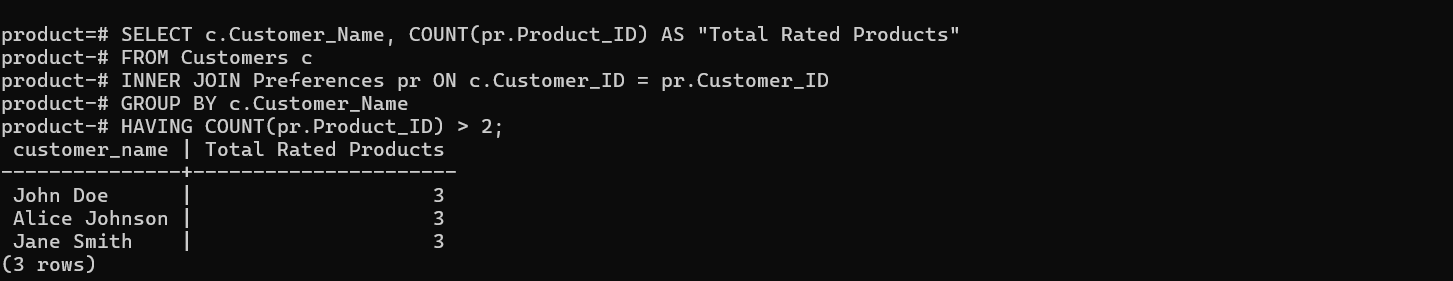 product=# SELECT c.Customer_Name, COUNT(pr.Product_ID) AS "Total Rated Products"
product-# FROM Customers c
product-# INNER JOIN Preferences pr ON c.Customer_ID = pr.Customer_ID
product-# GROUP BY c.Customer_Name
product-# HAVING COUNT(pr.Product_ID) > 2;
 customer_name | Total Rated Products
---------------+----------------------
 John Doe      |                    3
 Alice Johnson |                    3
 Jane Smith    |                    3
(3 rows)